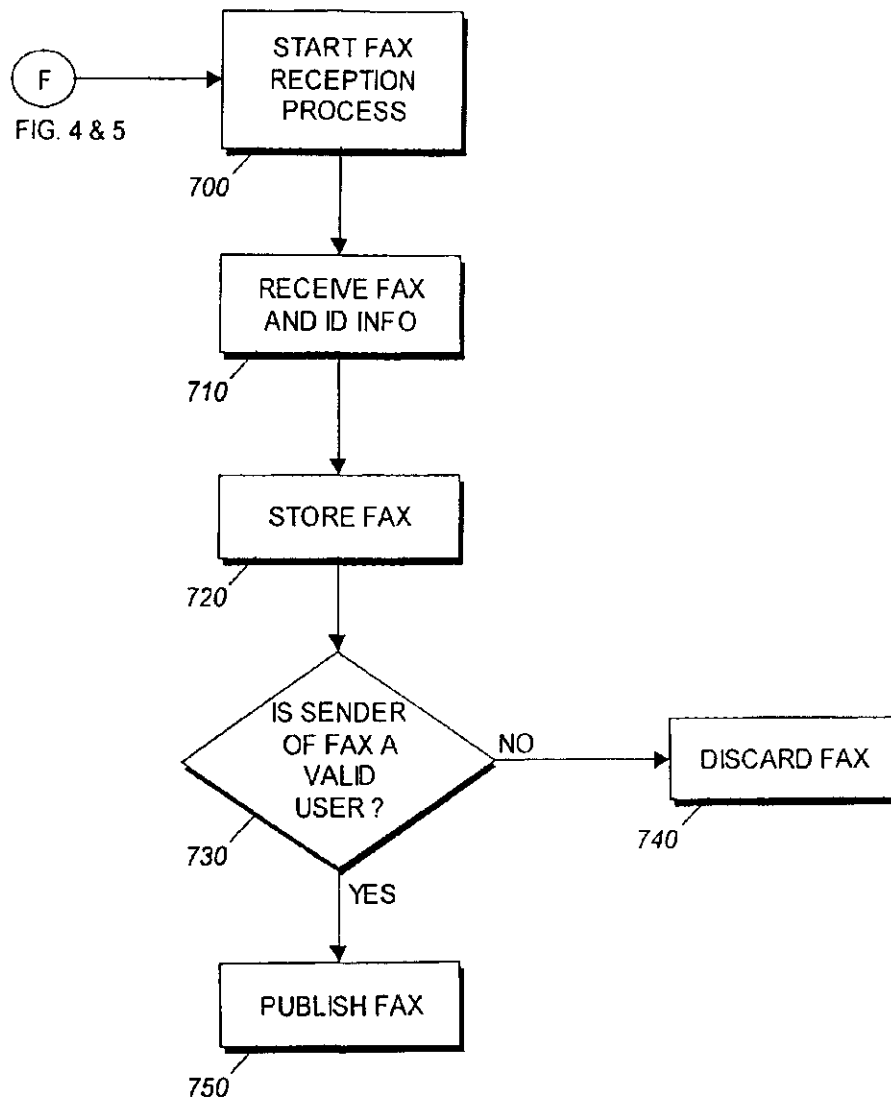 START FAX
RECEPTION
PROCESS
F
FIG. 4 & 5
700
RECEIVE FAX
AND ID INFO
710
STORE FAX
720
IS SENDER
OF FAX A
VALID
USER ?
NO
DISCARD FAX
730
740
YES
PUBLISH FAX
750